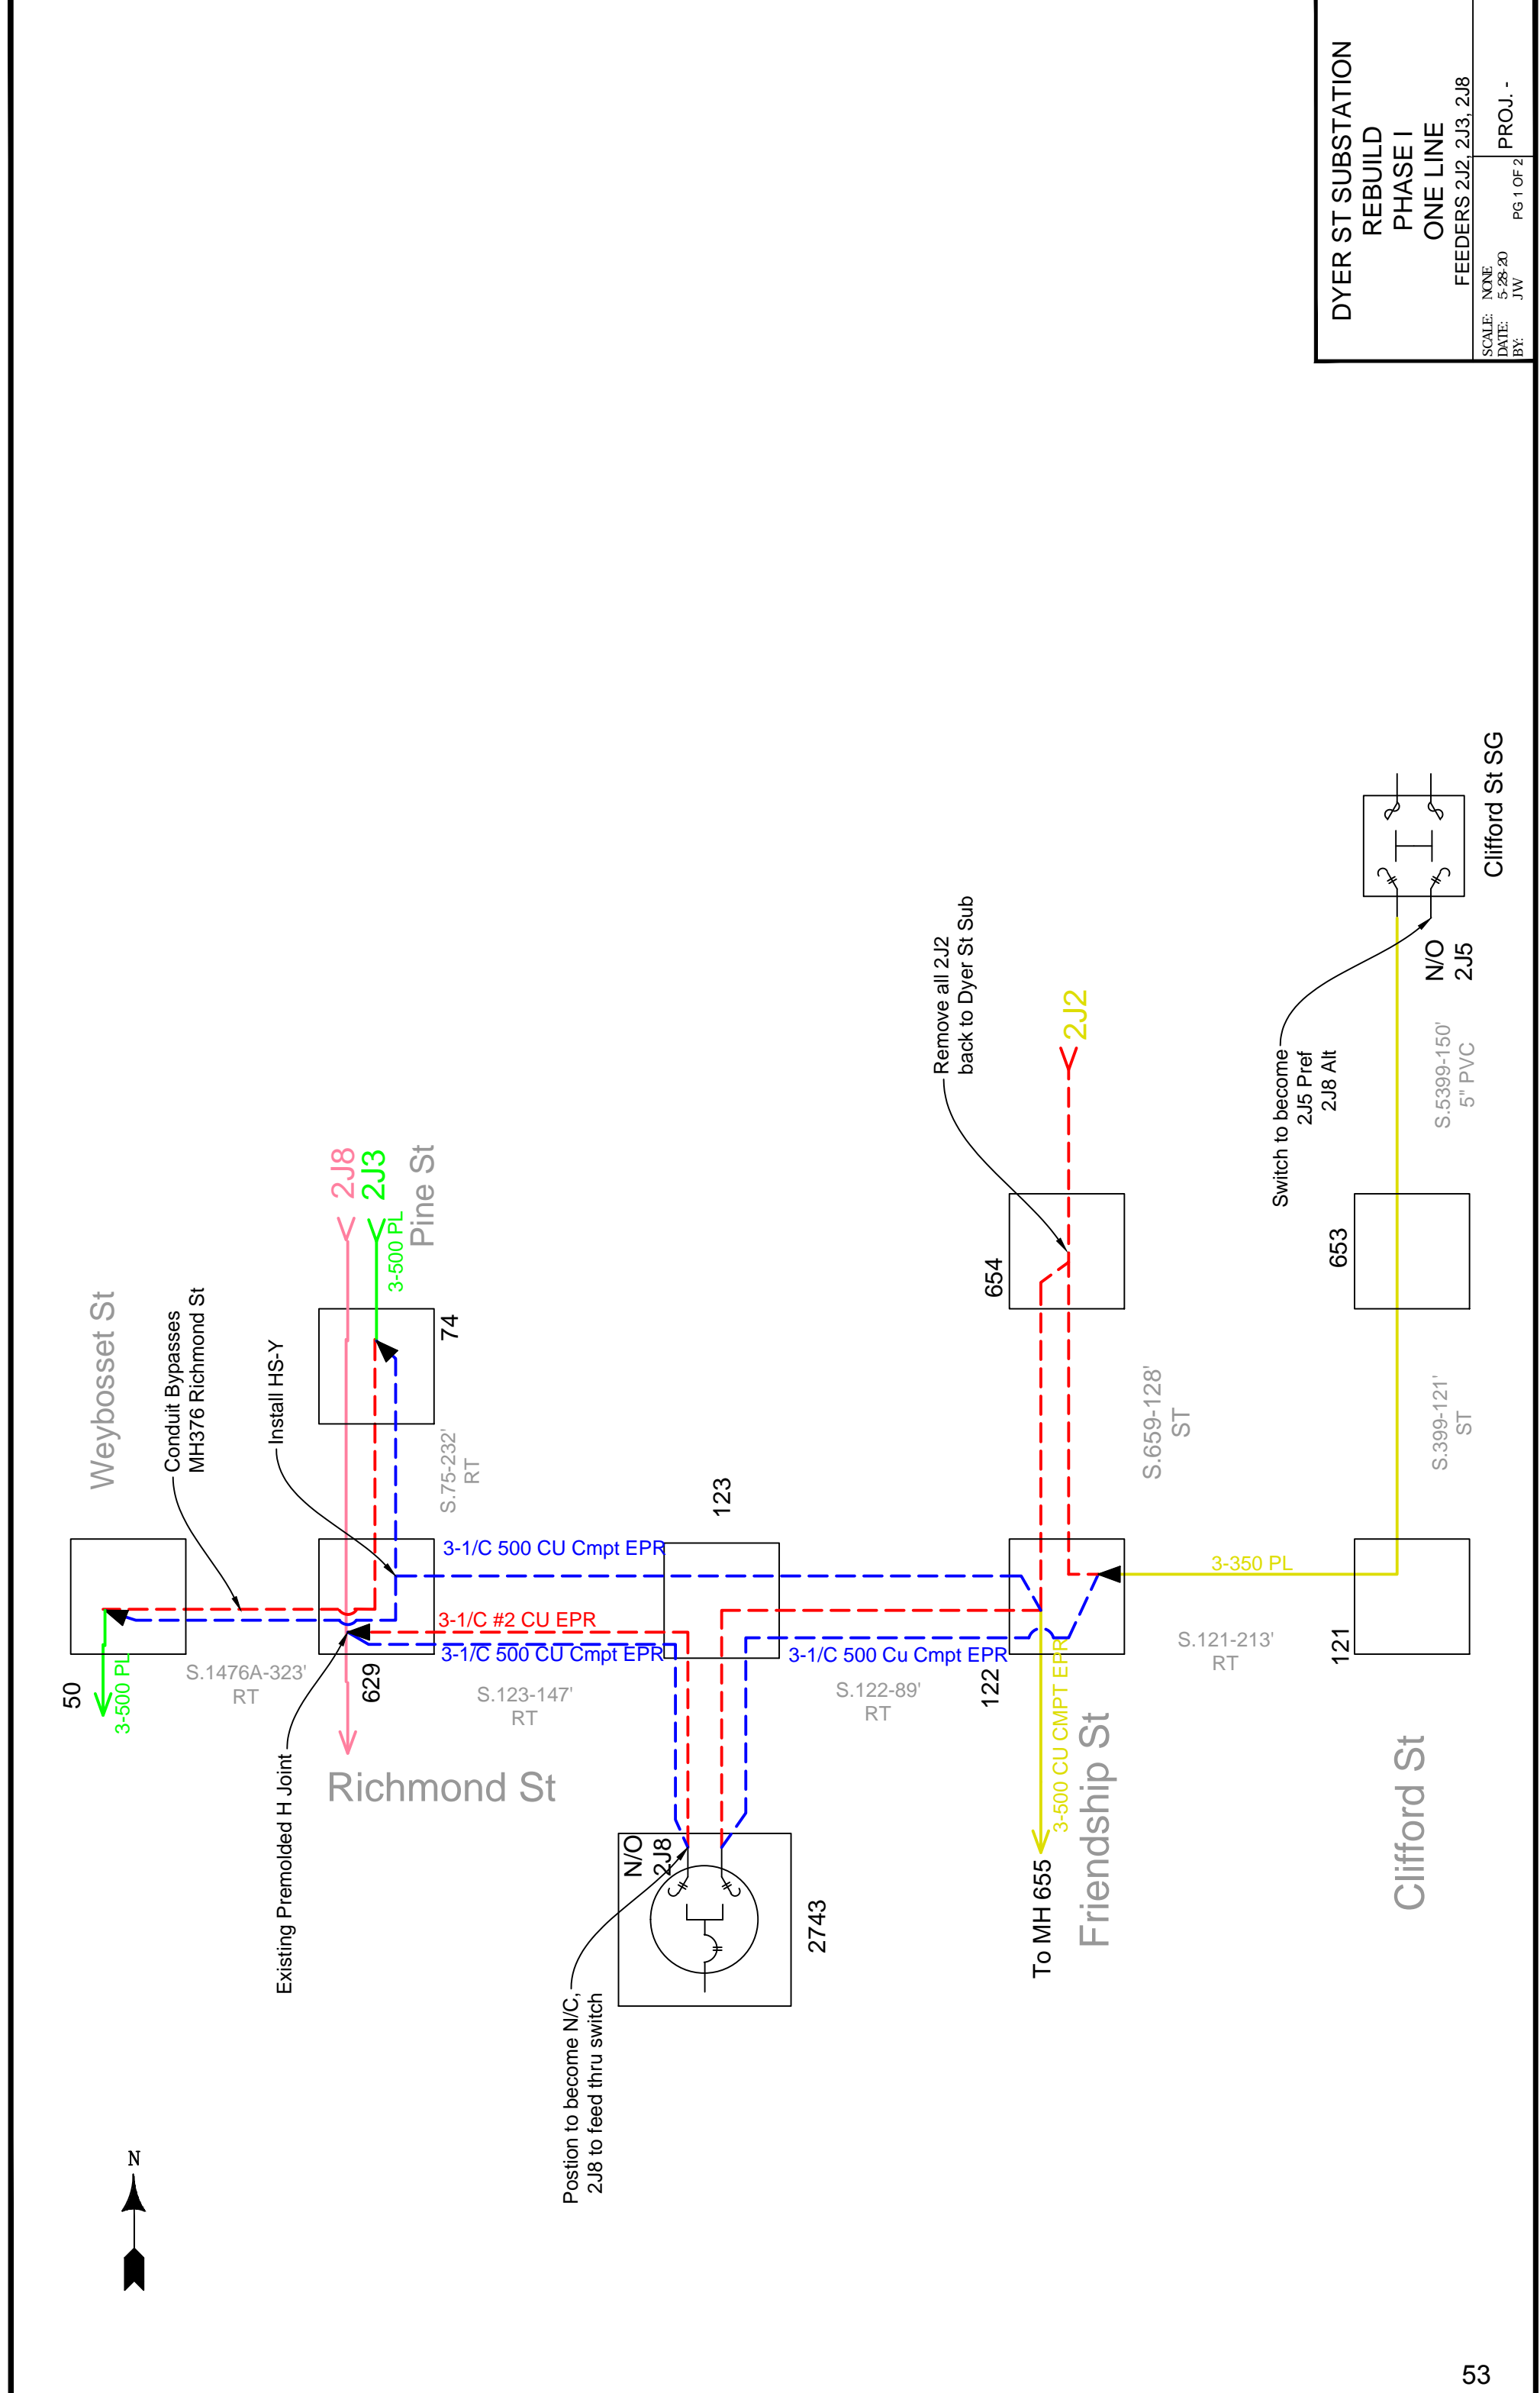 DYER ST SUBSTATION
REBUILD
PHASE I
ONE LINE
FEEDERS 2J2, 2J3, 2J8
SCALE: NONE
DATE: 5-28-20
BY: JW
PG 1 OF 2
PROJ. -
Weybosset St
Conduit Bypasses
MH376 Richmond St
Install HS-Y
2J8
2J3
Pine St
3-500 PL
74
S.75-232'
RT
50
3-500 PL
S.1476A-323'
RT
629
3-1/C 500 CU Cmpt EPR
3-1/C #2 CU EPR
3-1/C 500 CU Cmpt EPR
S.123-147'
RT
123
3-1/C 500 Cu Cmpt EPR
S.122-89'
RT
Existing Premolded H Joint
Richmond St
N/O
2J8
2743
Postion to become N/C,
2J8 to feed thru switch
Remove all 2J2
back to Dyer St Sub
2J2
654
S.659-128'
ST
122
3-350 PL
S.121-213'
RT
121
3-500 CU CMPT EPR
To MH 655
Friendship St
Clifford St
Switch to become
2J5 Pref
2J8 Alt
N/O
2J5
Clifford St SG
S.5399-150'
5" PVC
653
S.399-121'
ST
N
53